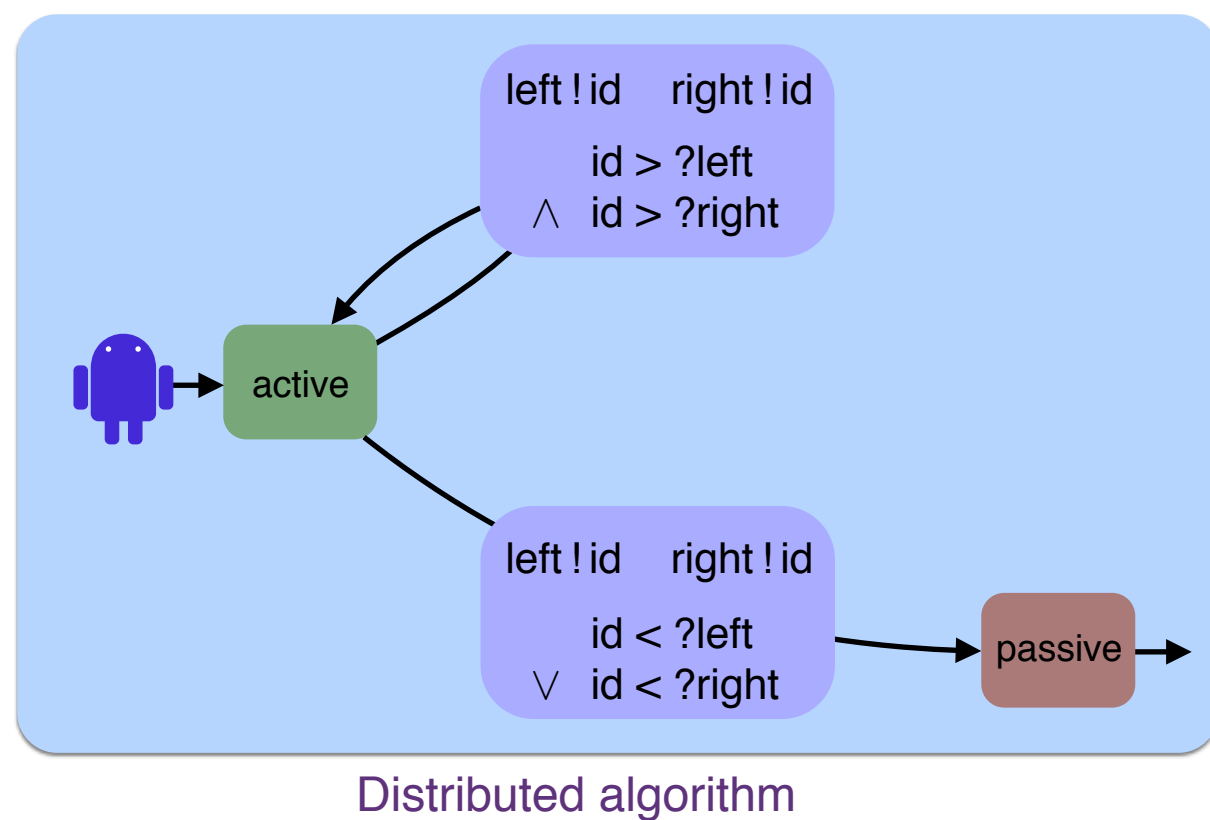 left ! id right ! id
id > ?left
∧ id > ?right
active
left ! id right ! id
id < ?left
∨ id < ?right
passive
Distributed algorithm